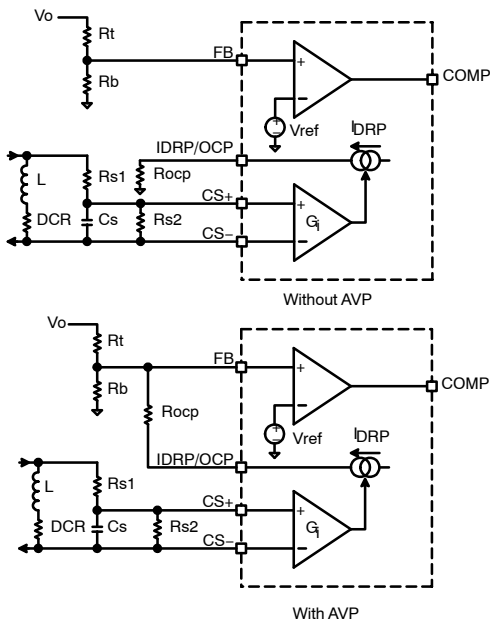 Vo
Rt
FB
+
COMP
Rb
−
+
−
Vref
IDRP/OCP
IDRP
L
Rs1
Rocp
CS+
+
DCR
Cs
Rs2
Gi
CS−
−
Without AVP
Vo
Rt
FB
+
COMP
Rb
−
Rocp
+
−
Vref
IDRP/OCP
IDRP
L
Rs1
CS+
+
DCR
Cs
Rs2
Gi
CS−
−
With AVP